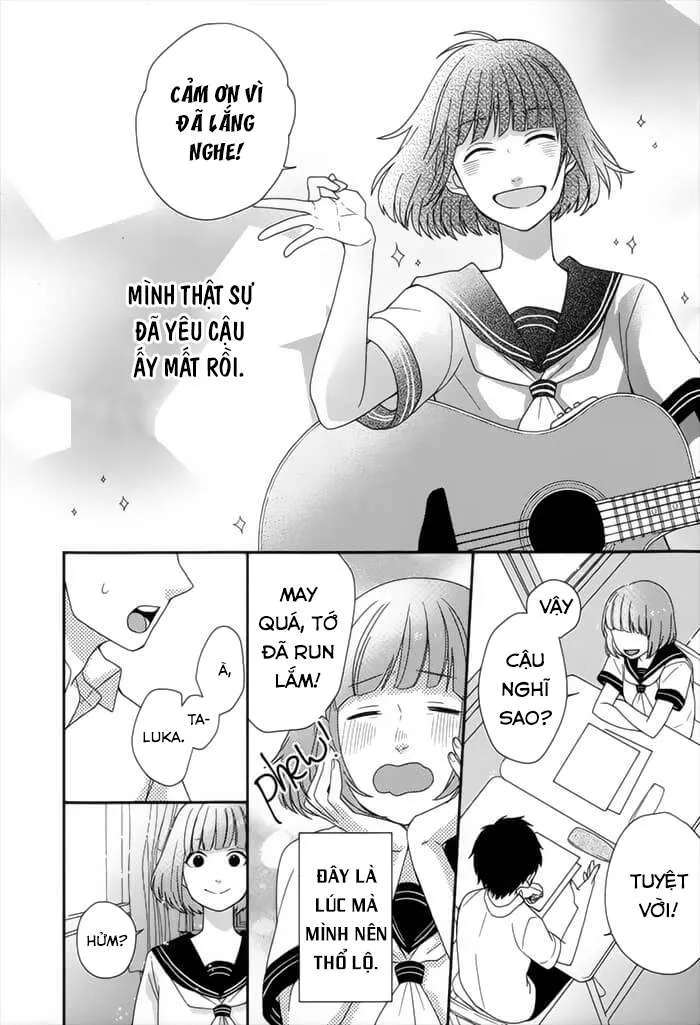 CẢM ƠN VÌ
ĐÃ LẮNG
NGHE!
MÌNH THẬT SỰ
ĐÃ YÊU CẬU
ẤY MẤT RỒI.
VẬY
CẬU
NGHĨ
SAO?
TUYỆT
VỜI!
MAY
QUÁ, TỚ
ĐÃ RUN
LẮM!
phew!
ĐÂY LÀ
LÚC MÀ
MÌNH NÊN
THỔ LỘ.
À,
TA-
LUKA.
HỬM?